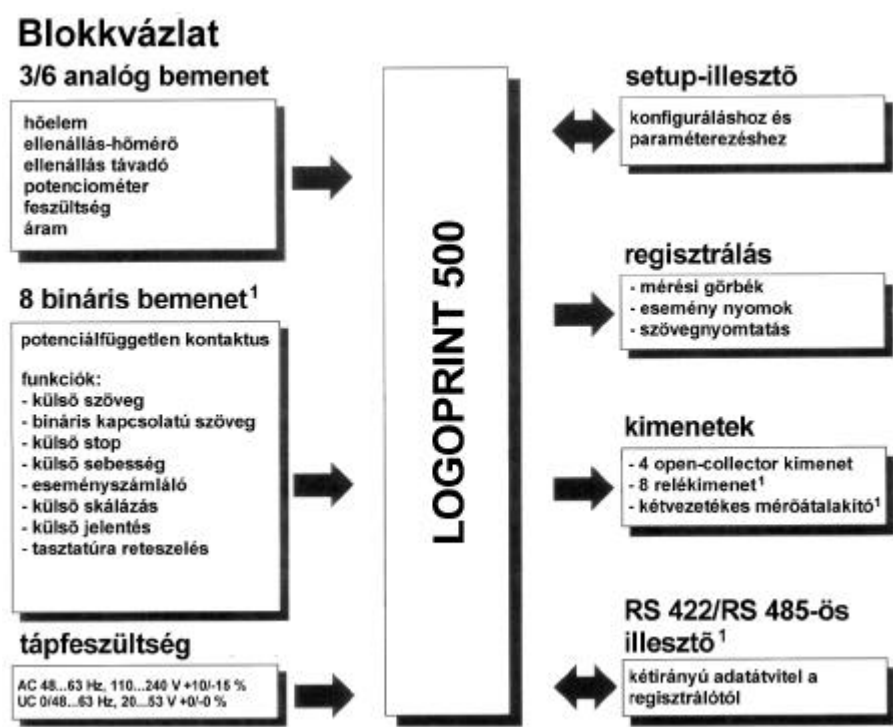 Blokkvázlat
3/6 analóg bemenet
hőelem
ellenállás-hőmérő
ellenállás távadó
potenciométer
feszültség
áram
8 bináris bemenet¹
potenciálfüggetlen kontaktus
funkciók:
- külső szöveg
- bináris kapcsolatú szöveg
- külső stop
- külső sebesség
- eseményszámláló
- külső skálázás
- külső jelentés
- tasztatúra reteszelés
tápfeszültség
AC 48...63 Hz, 110...240 V +10/-15 %
UC 0/48...63 Hz, 20...53 V +0/-0 %
LOGOPRINT 500
setup-illesztő
konfiguráláshoz és
paraméterezéshez
regisztrálás
- mérési görbék
- esemény nyomok
- szövegnyomtatás
kimenetek
- 4 open-collector kimenet
- 8 relékimenet¹
- kétvezetékes mérőátalakító¹
RS 422/RS 485-ös
illesztő¹
kétirányú adatátvitel a
regisztrálótól